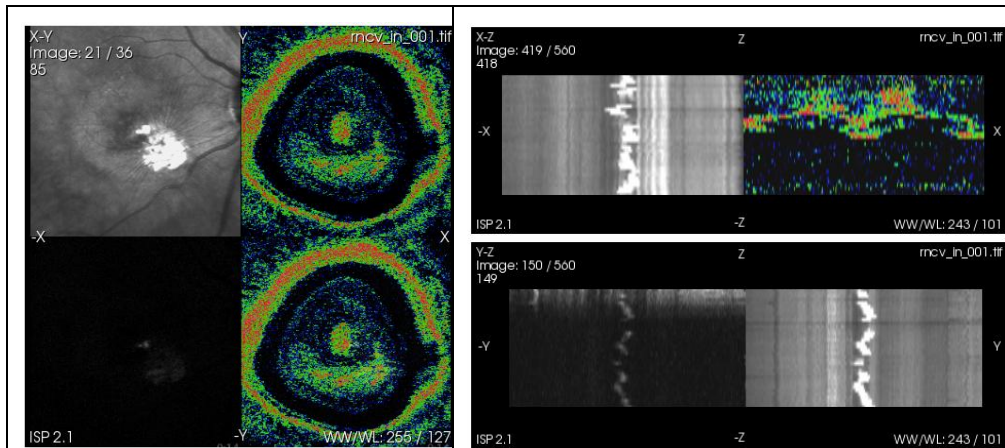 X-Y
Y
rncv_in_001.tif
Image: 21 / 36
85
-X
X
ISP 2.1
-Y
WW/WL: 255 / 127
X-Z
Z
rncv_in_001.tif
Image: 419 / 560
418
-X
X
ISP 2.1
-Z
WW/WL: 243 / 101
Y-Z
Z
rncv_in_001.tif
Image: 150 / 560
149
-Y
Y
ISP 2.1
-Z
WW/WL: 243 / 101